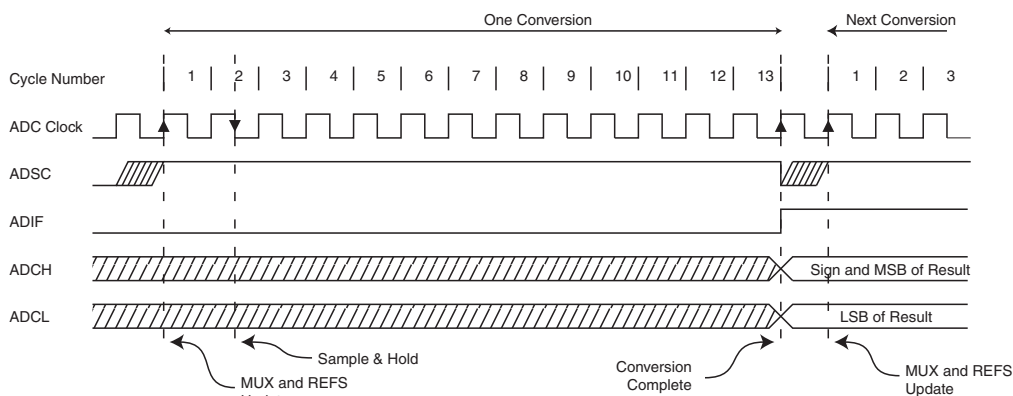 One Conversion Next Conversion
Cycle Number 1 2 3 4 5 6 7 8 9 10 11 12 13 1 2 3
ADC Clock
ADSC
ADIF
ADCH Sign and MSB of Result
ADCL LSB of Result
Sample & Hold
MUX and REFS
Conversion
Complete
MUX and REFS
Update